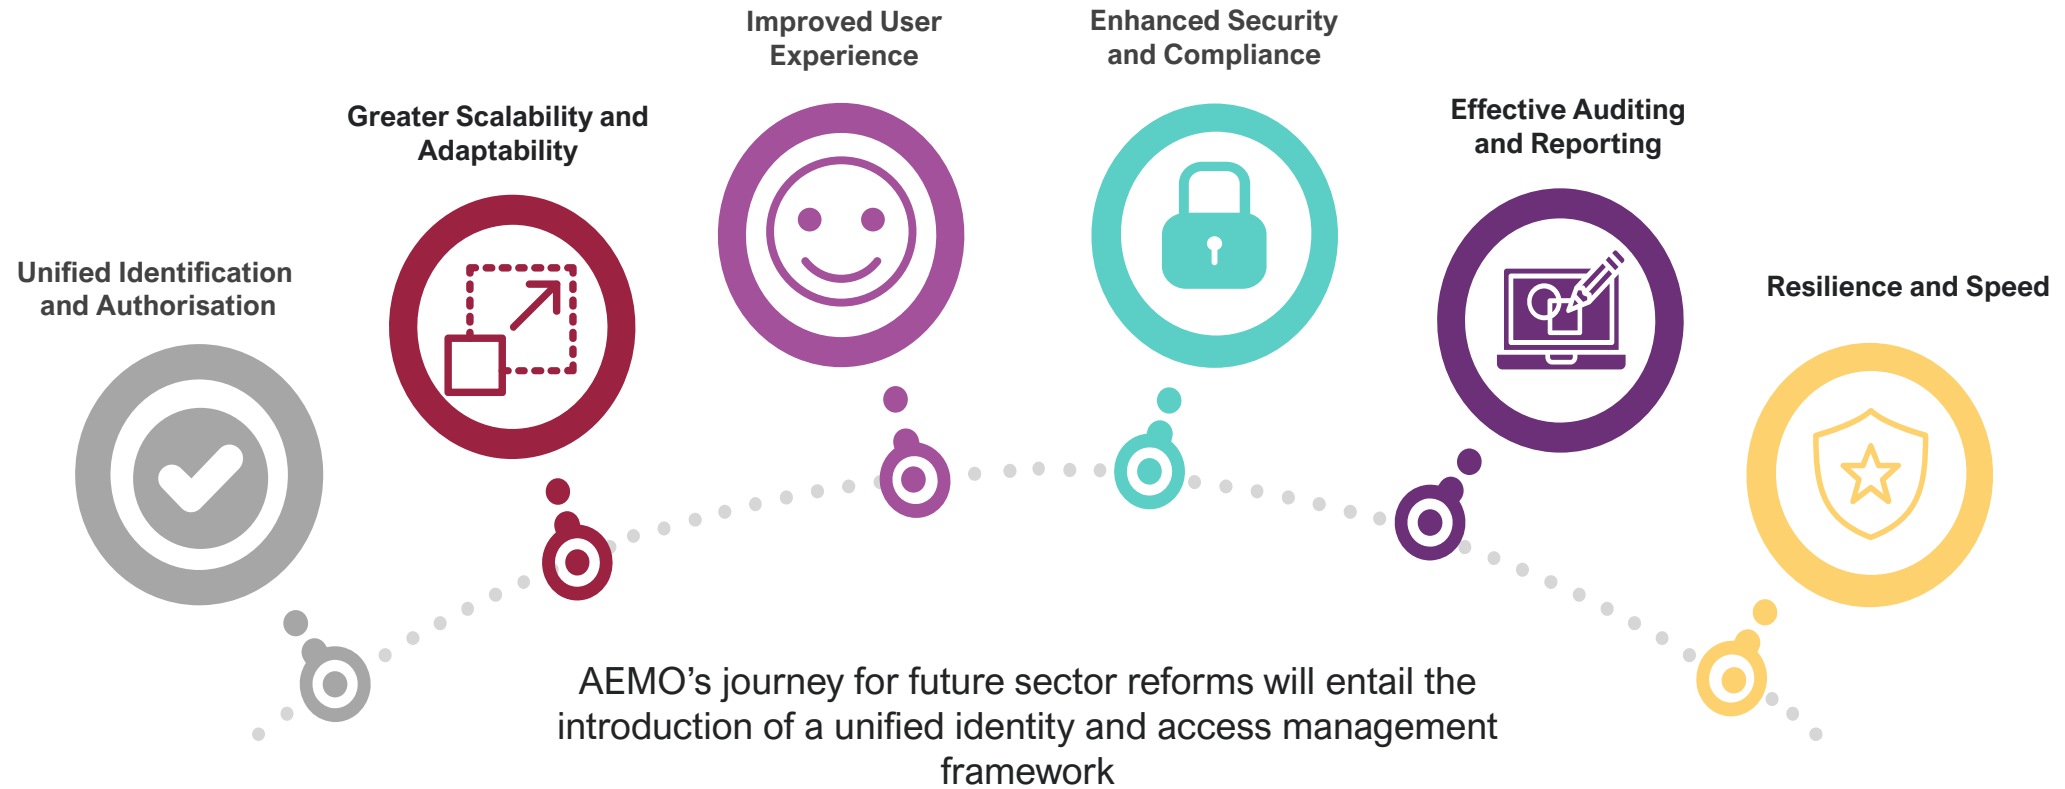 Unified Identification
and Authorisation
Greater Scalability and
Adaptability
Improved User
Experience
Enhanced Security
and Compliance
Effective Auditing
and Reporting
Resilience and Speed
AEMO’s journey for future sector reforms will entail the
introduction of a unified identity and access management
framework